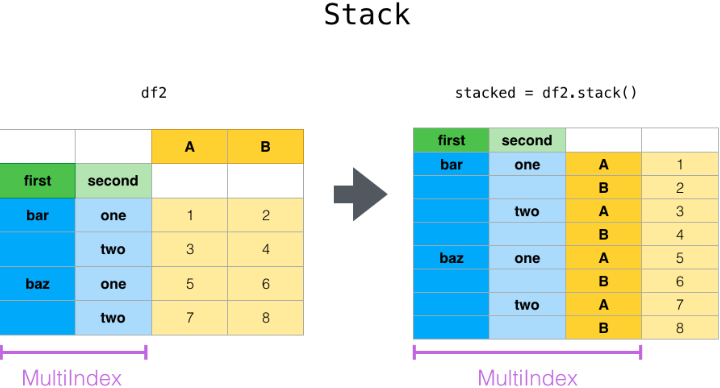 Stack
df2
A B
first second
bar one 1 2
two 3 4
baz one 5 6
two 7 8
MultiIndex
stacked = df2.stack()
first second
bar one A 1
B 2
two A 3
B 4
baz one A 5
B 6
two A 7
B 8
MultiIndex